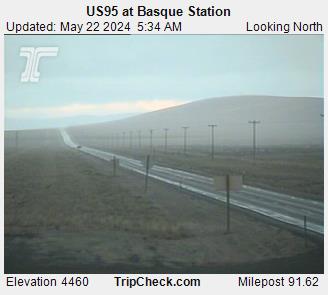 US95 at Basque Station
Updated: May 22 2024 5:34 AM Looking North
Elevation 4460 TripCheck.com Milepost 91.62